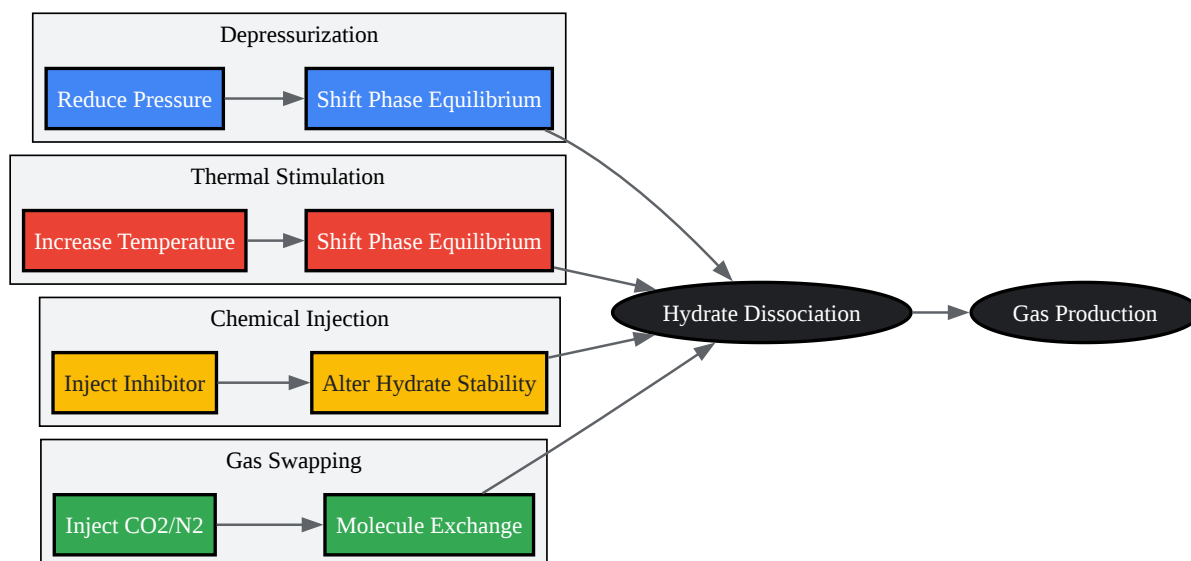 Depressurization
Reduce Pressure
Shift Phase Equilibrium
Thermal Stimulation
Increase Temperature
Shift Phase Equilibrium
Chemical Injection
Inject Inhibitor
Alter Hydrate Stability
Gas Swapping
Inject CO2/N2
Molecule Exchange
Hydrate Dissociation
Gas Production